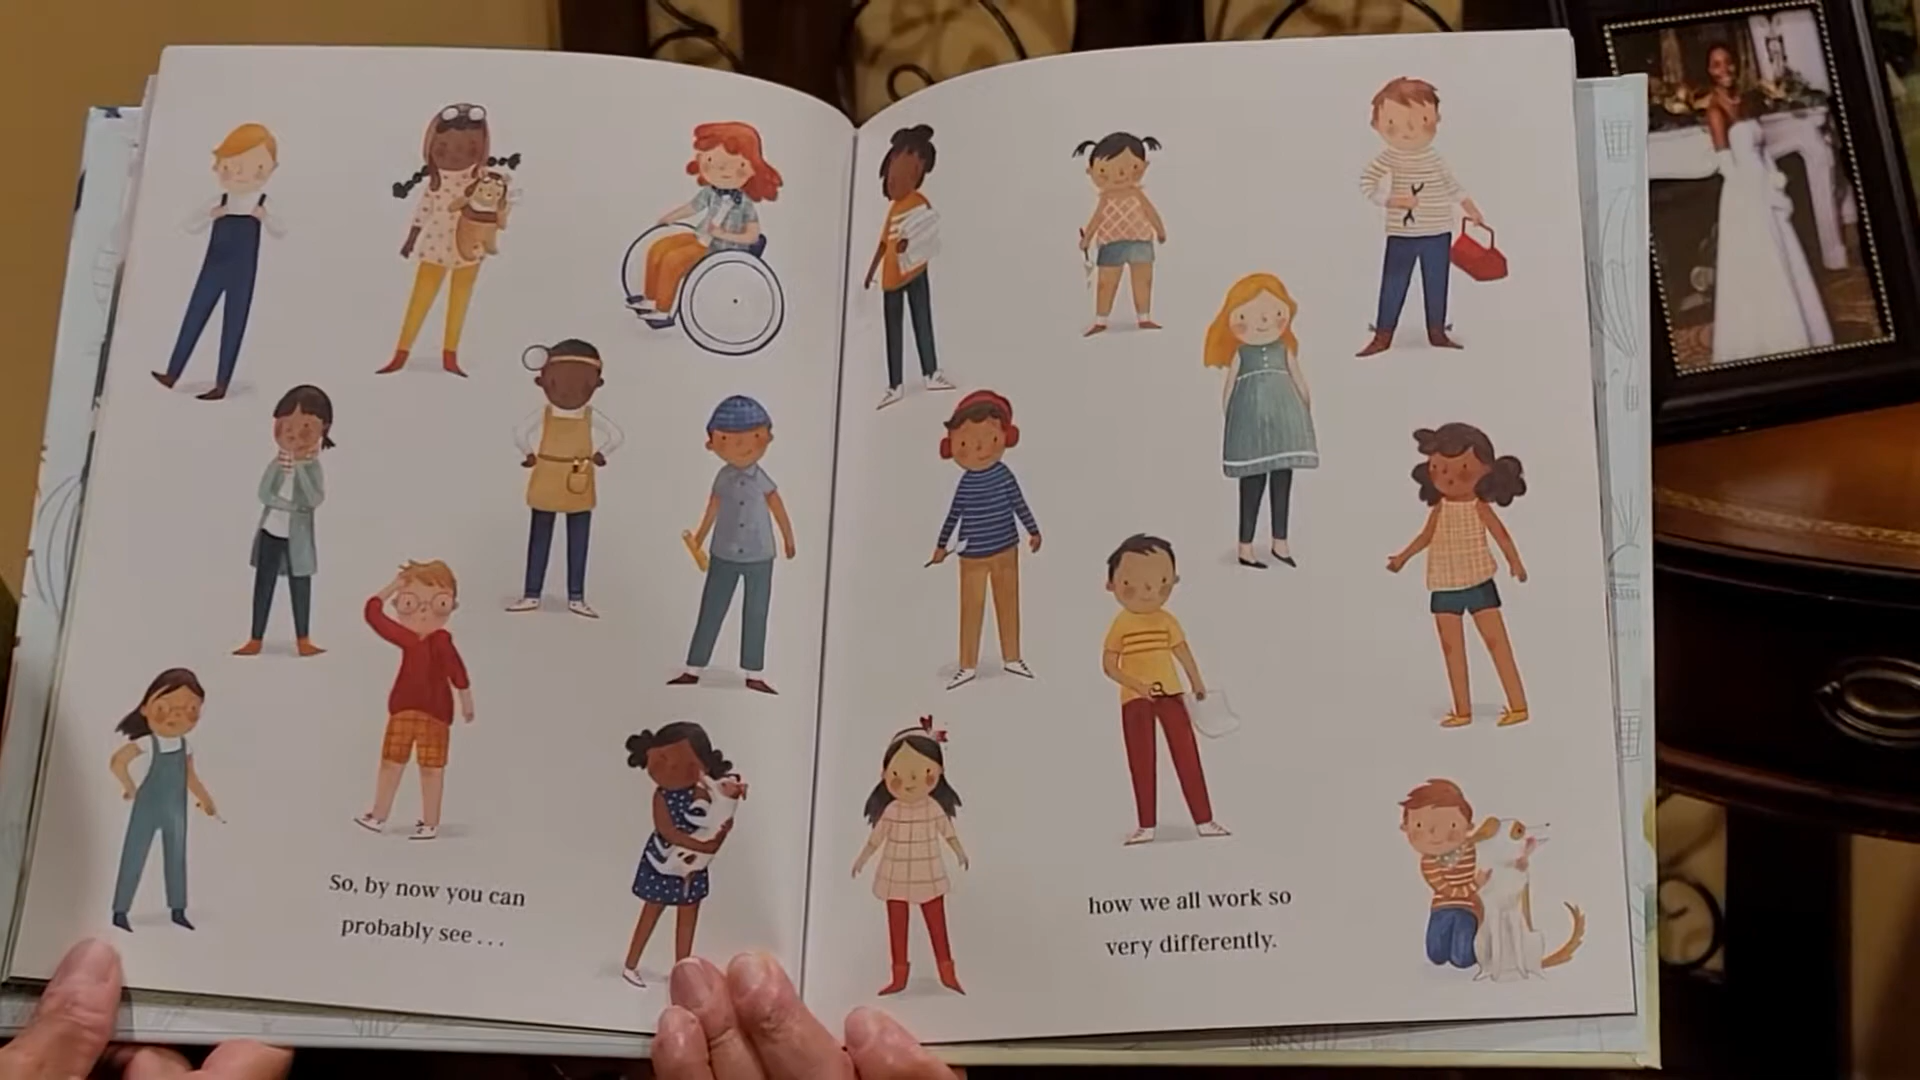 So, by now you can
probably see . . .
how we all work so
very differently.